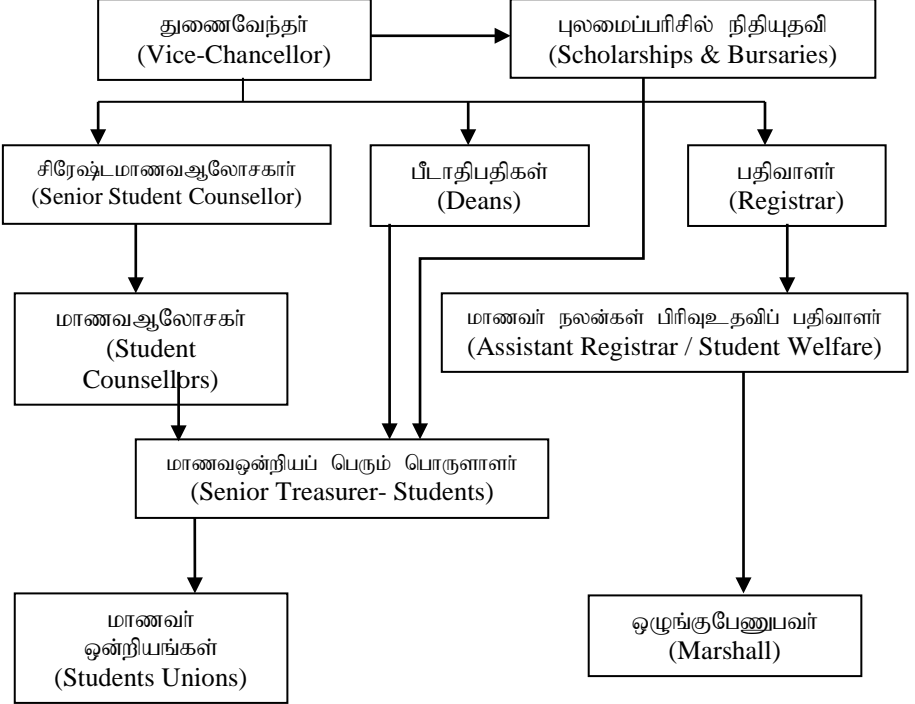 துணைவேந்தர்
(Vice-Chancellor)
புலமைப்பரிசில் நிதியுதவி
(Scholarships & Bursaries)
சிரேஷ்டமாணவஆலோசகார்
(Senior Student Counsellor)
பீடாதிபதிகள்
(Deans)
பதிவாளர்
(Registrar)
மாணவஆலோசகர்
(Student
Counsellors)
மாணவர் நலன்கள் பிரிவுஉதவிப் பதிவாளர்
(Assistant Registrar / Student Welfare)
மாணவஒன்றியப் பெரும் பொருளாளர்
(Senior Treasurer- Students)
மாணவர்
ஒன்றியங்கள்
(Students Unions)
ஒழுங்குபேணுபவர்
(Marshall)